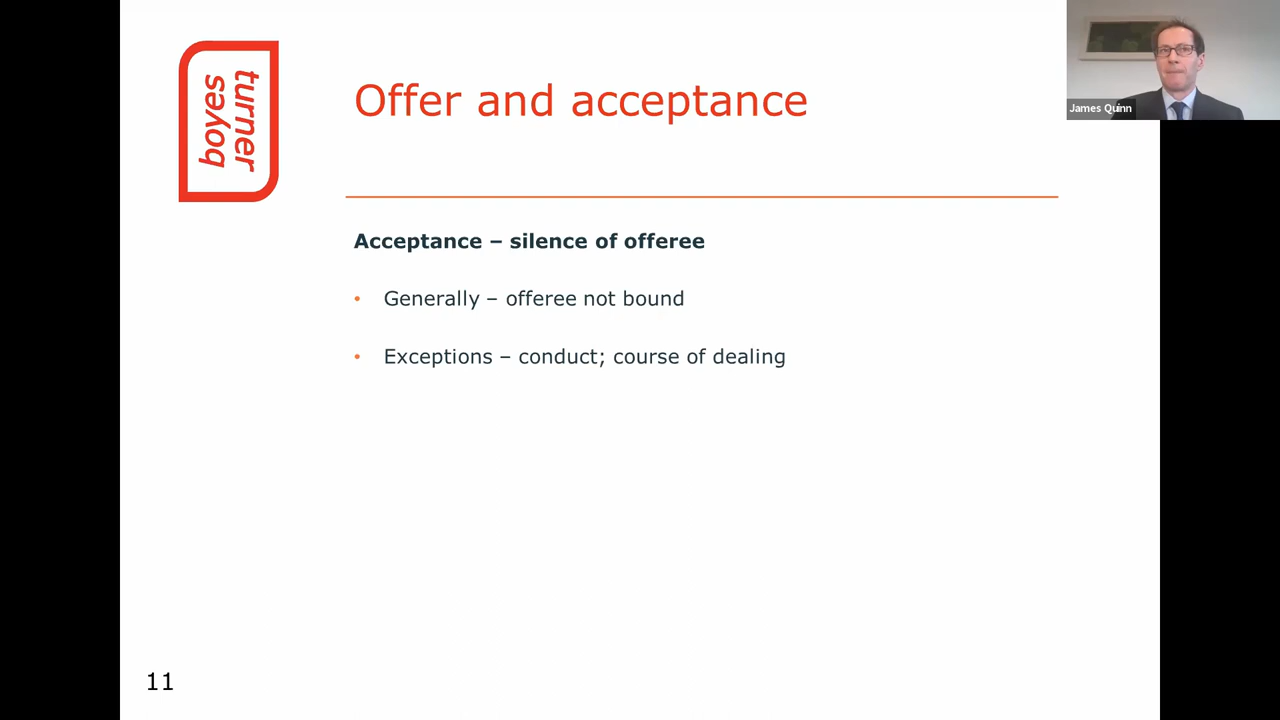 boyes
turner
Offer and acceptance
James Quinn
Acceptance – silence of offeree
• Generally – offeree not bound
• Exceptions – conduct; course of dealing
11